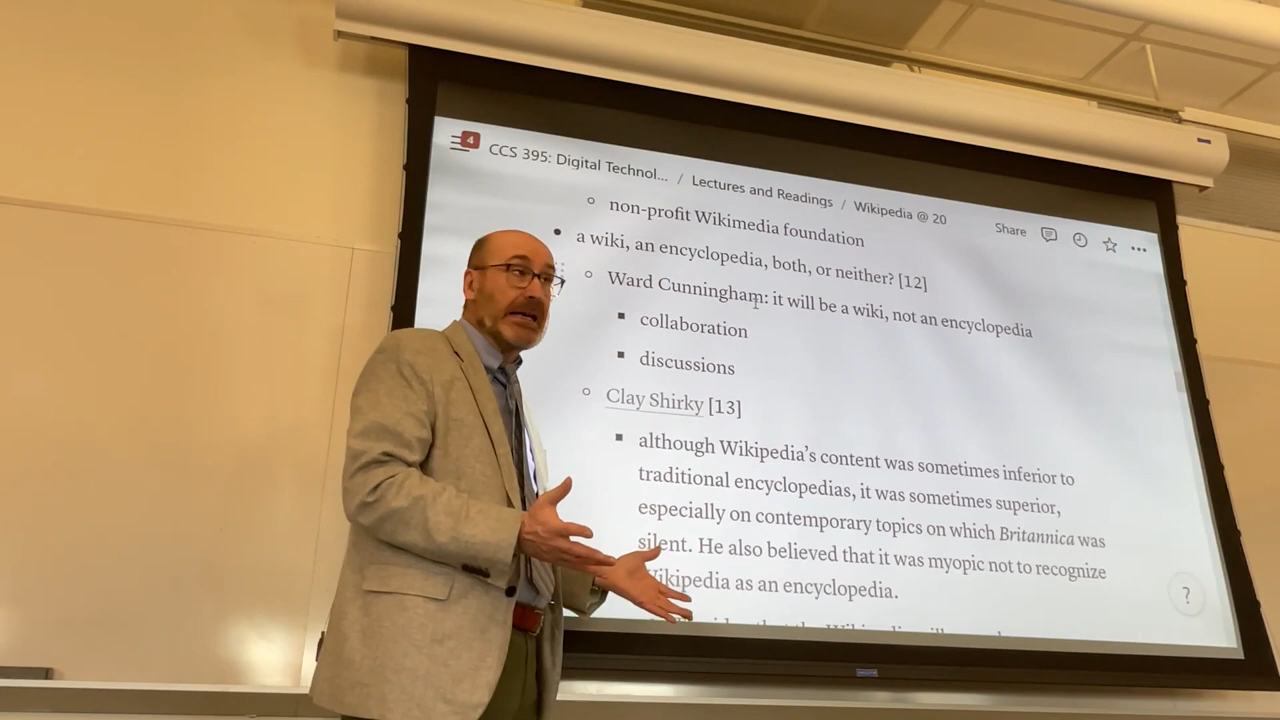 4
CCS 395: Digital Technol... / Lectures and Readings / Wikipedia @ 20
Share
non-profit Wikimedia foundation
a wiki, an encyclopedia, both, or neither? [12]
Ward Cunningham: it will be a wiki, not an encyclopedia
collaboration
discussions
Clay Shirky [13]
although Wikipedia’s content was sometimes inferior to
traditional encyclopedias, it was sometimes superior,
especially on contemporary topics on which Britannica was
silent. He also believed that it was myopic not to recognize
Wikipedia as an encyclopedia.
?